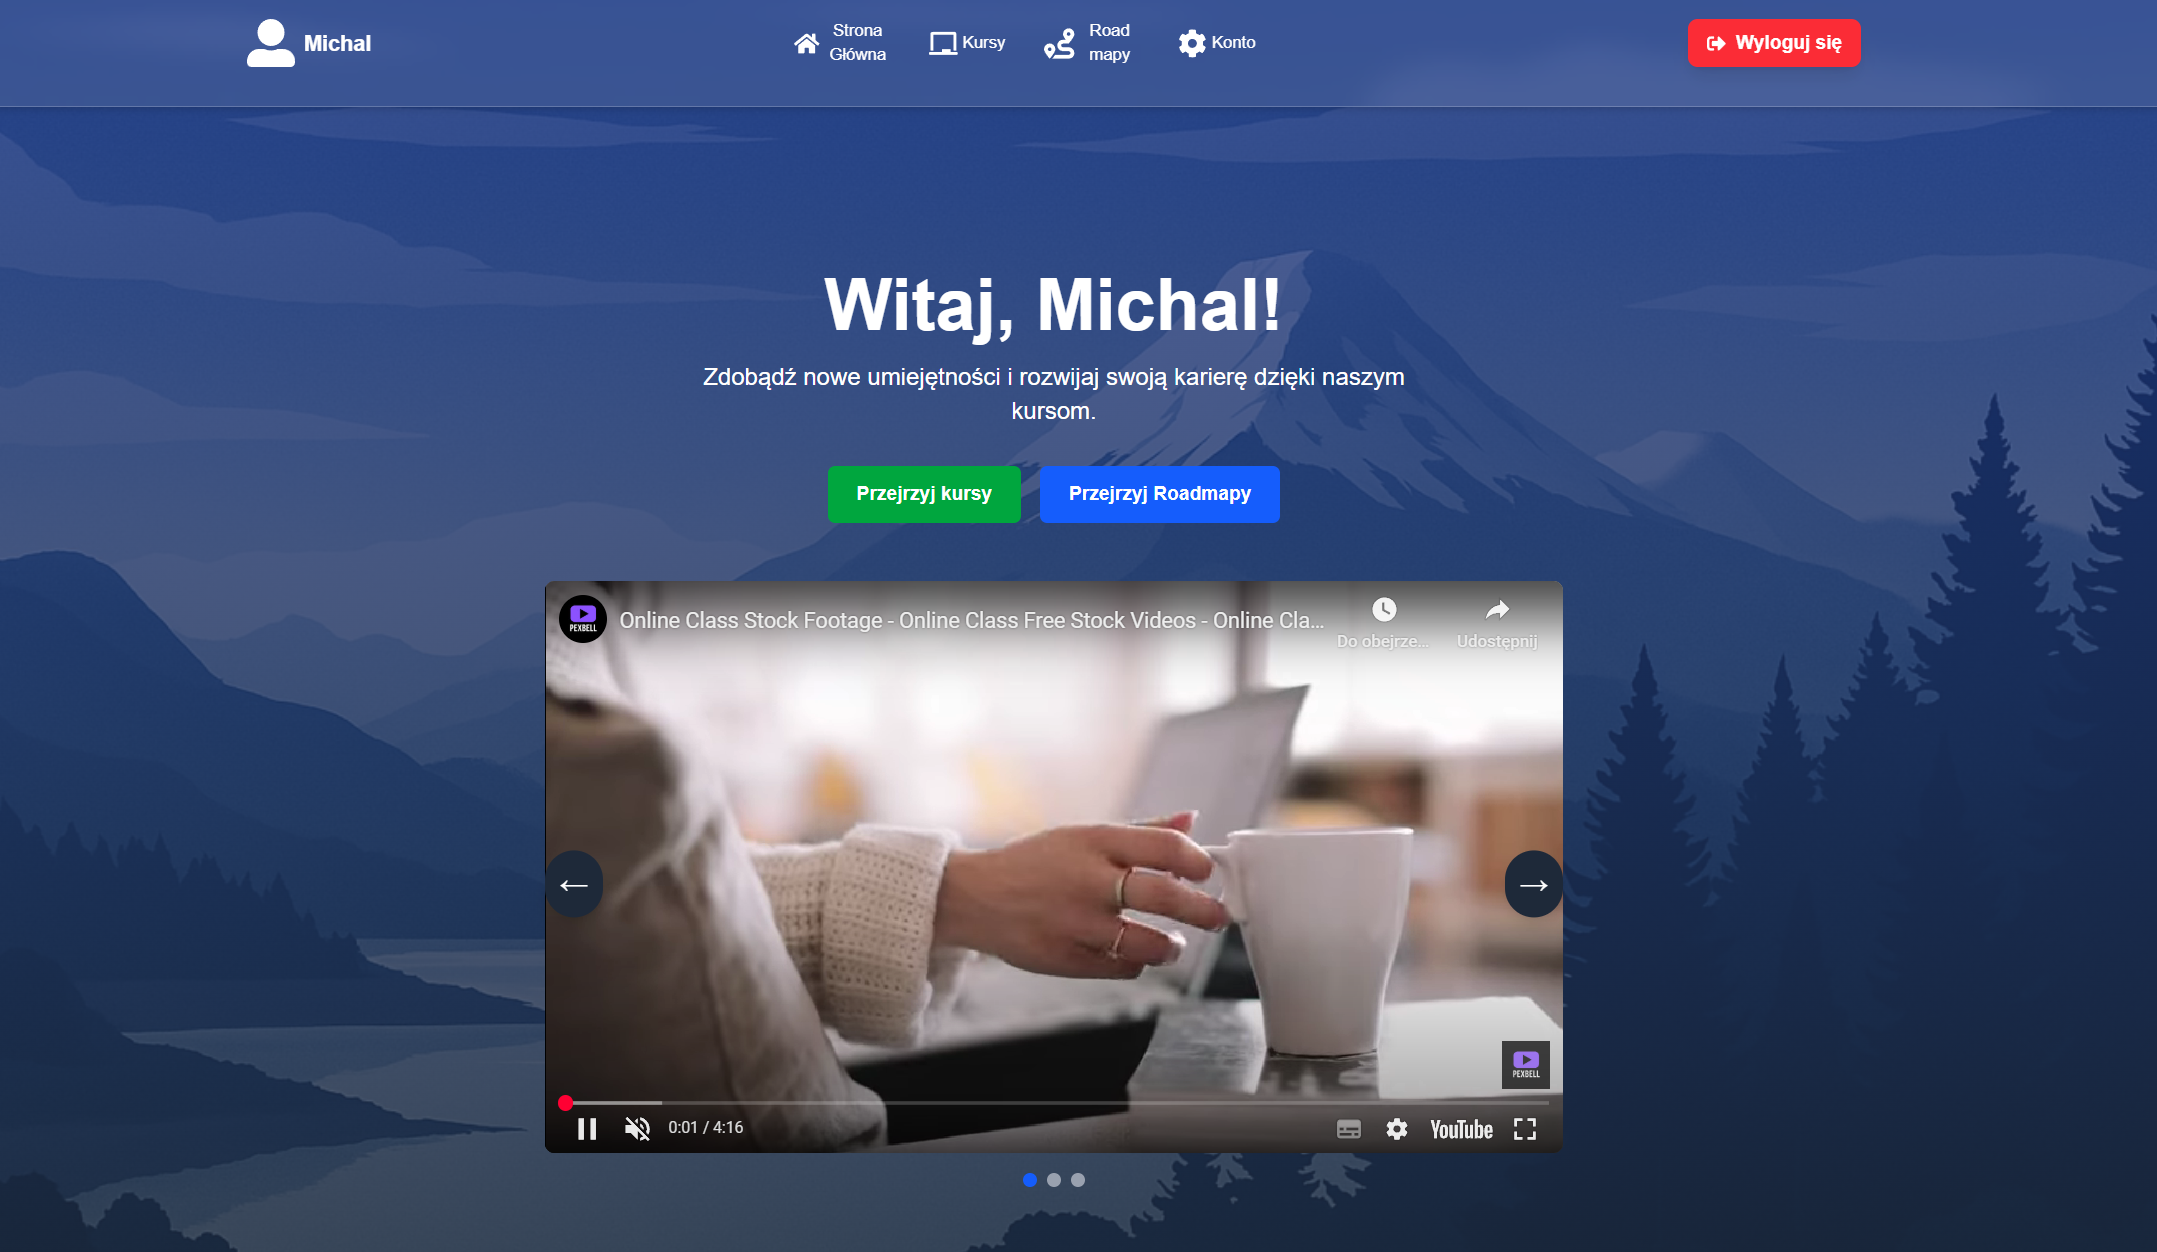 Michal
Strona
Główna
Kursy
Road
mapy
Konto
Wyloguj się
Witaj, Michal!
Zdobądź nowe umiejętności i rozwijaj swoją karierę dzięki naszym
kursom.
Przejrzyj kursy
Przejrzyj Roadmapy
PEXBELL
Online Class Stock Footage - Online Class Free Stock Videos - Online Cla...
Do obejrze...
Udostępnij
←
→
PEXBELL
0:01 / 4:16
YouTube